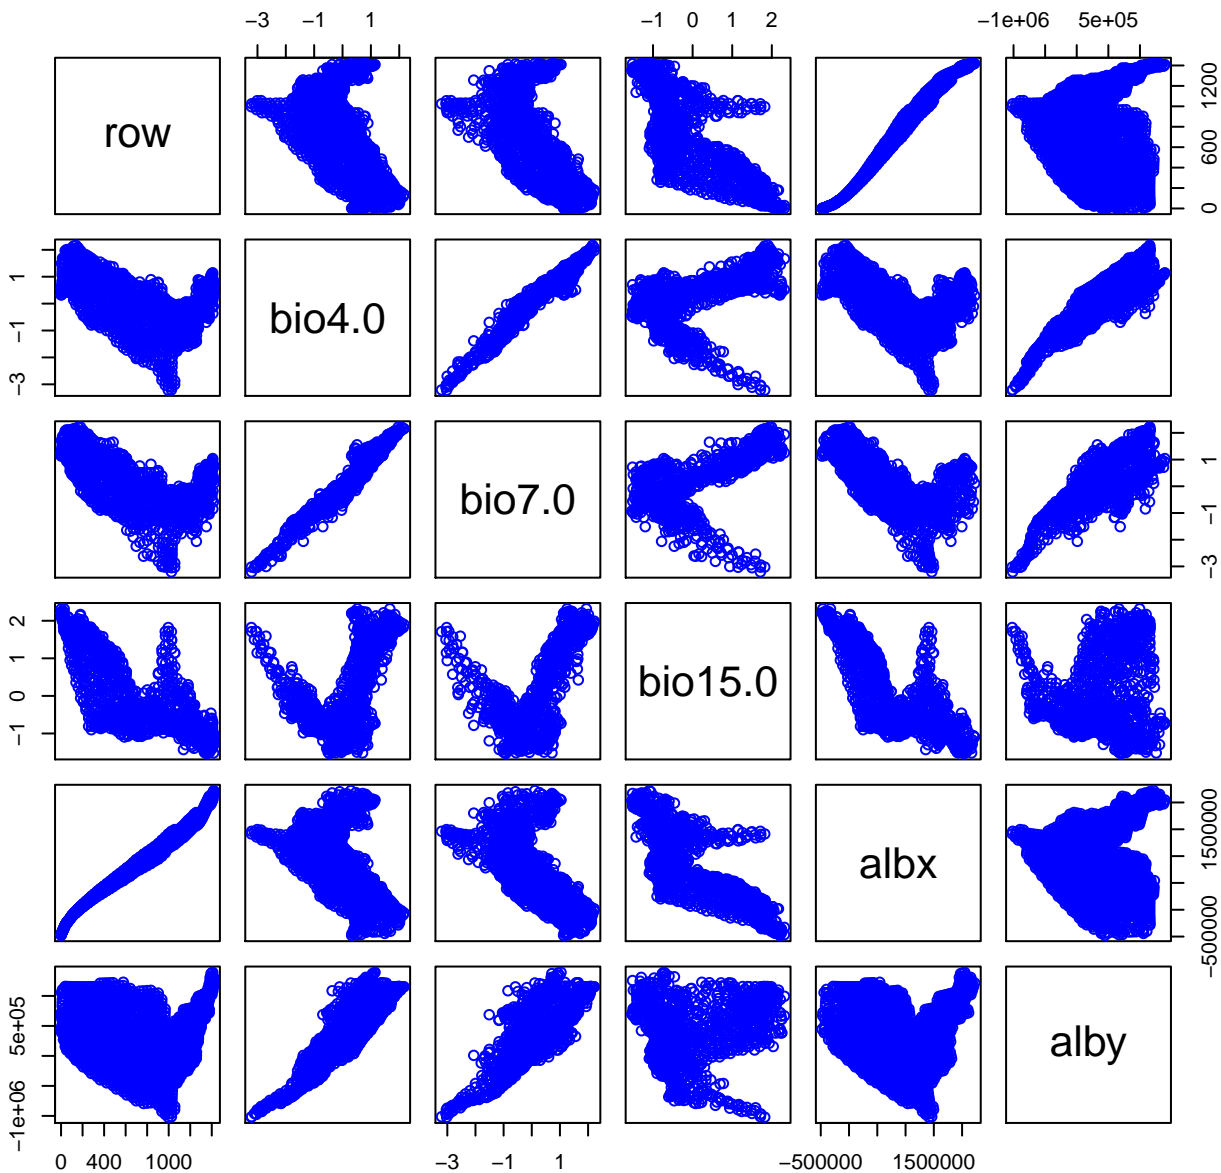 −3 −1 1 −1 0 1 2 −1e+06 5e+05
row 0 600 1200
−3 −1 1 bio4.0
bio7.0 −3 −1 1
−1 0 1 2 bio15.0
albx −500000 1500000
−1e+06 5e+05 alby
0 400 1000 −3 −1 1 −500000 1500000